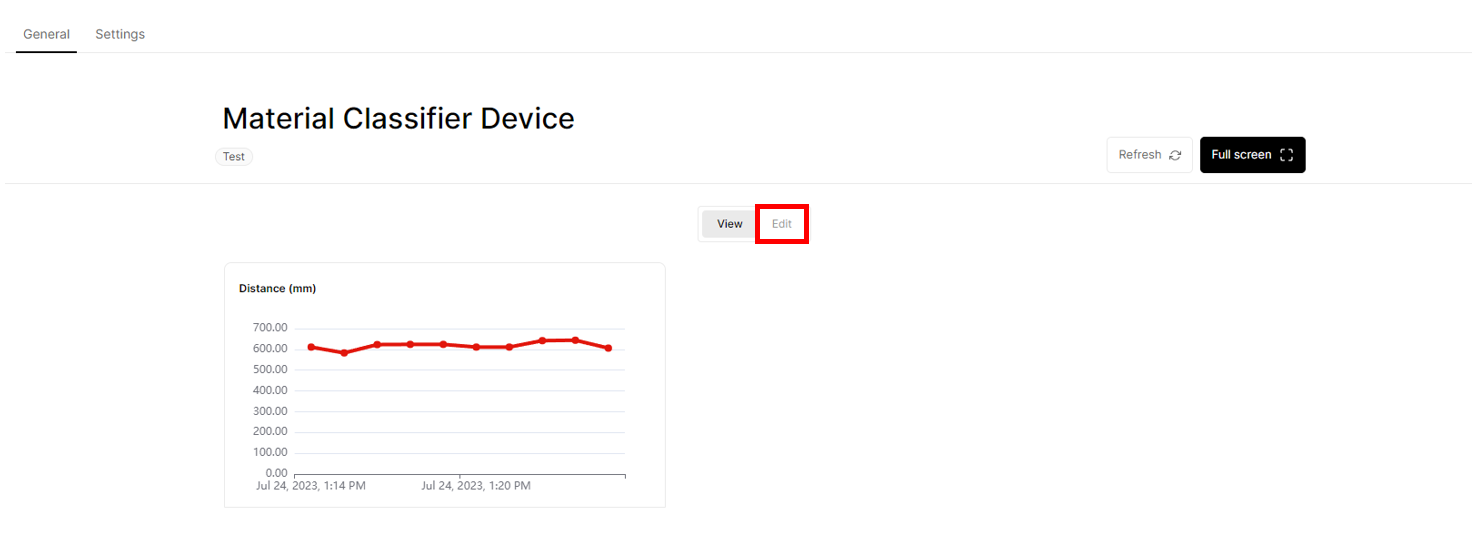 General Settings
Material Classifier Device
Test
Refresh
Full screen
View Edit
Distance (mm)
700.00
600.00
500.00
400.00
300.00
200.00
100.00
0.00
Jul 24, 2023, 1:14 PM Jul 24, 2023, 1:20 PM